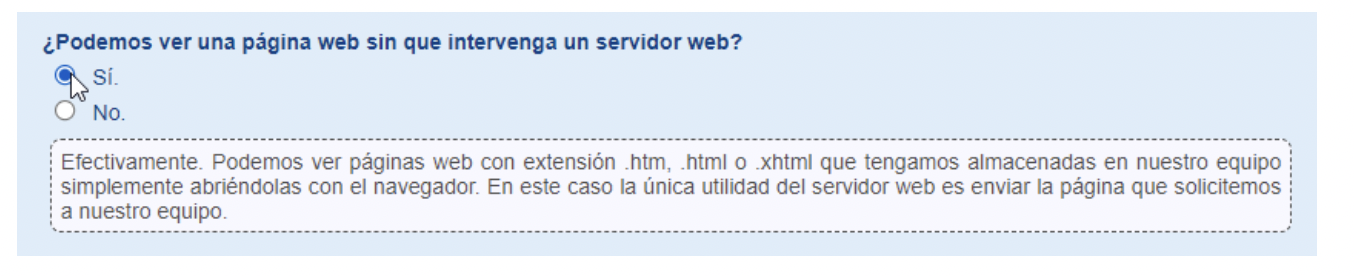 ¿Podemos ver una página web sin que intervenga un servidor web?
Sí.
No.
Efectivamente. Podemos ver páginas web con extensión .htm, .html o .xhtml que tengamos almacenadas en nuestro equipo
simplemente abriéndolas con el navegador. En este caso la única utilidad del servidor web es enviar la página que solicitemos
a nuestro equipo.